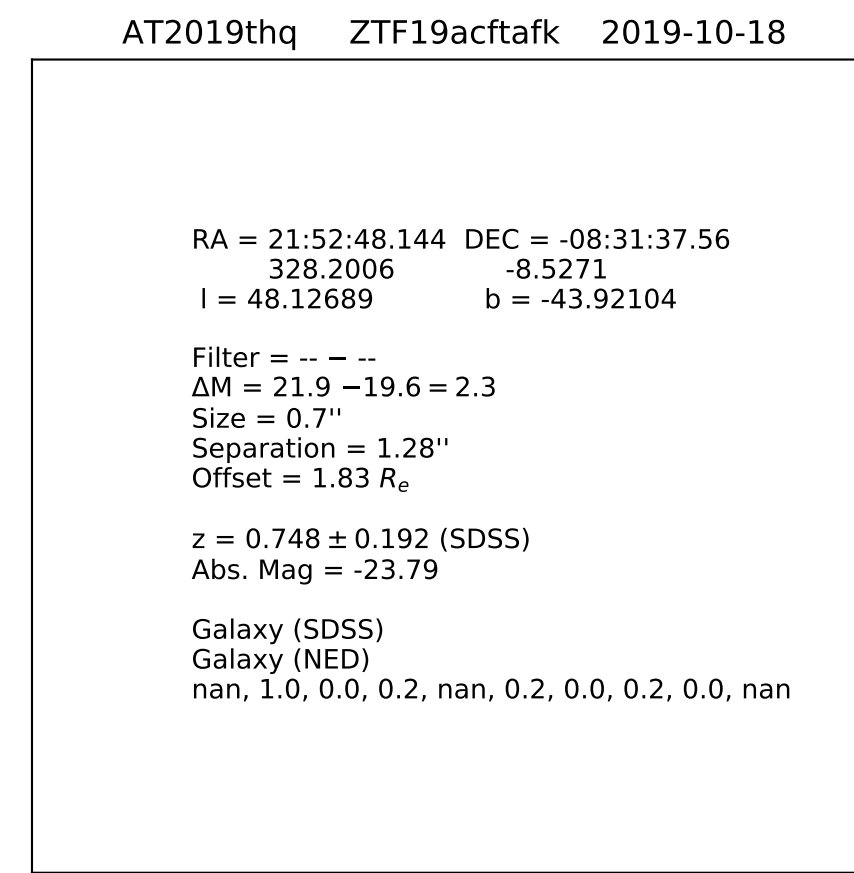 AT2019thq ZTF19acftafk 2019-10-18
RA = 21:52:48.144 DEC = -08:31:37.56
328.2006 -8.5271
l = 48.12689 b = -43.92104
Filter = -- − --
ΔM = 21.9 −19.6 = 2.3
Size = 0.7''
Separation = 1.28''
Offset = 1.83 Rₑ
z = 0.748 ± 0.192 (SDSS)
Abs. Mag = -23.79
Galaxy (SDSS)
Galaxy (NED)
nan, 1.0, 0.0, 0.2, nan, 0.2, 0.0, 0.2, 0.0, nan